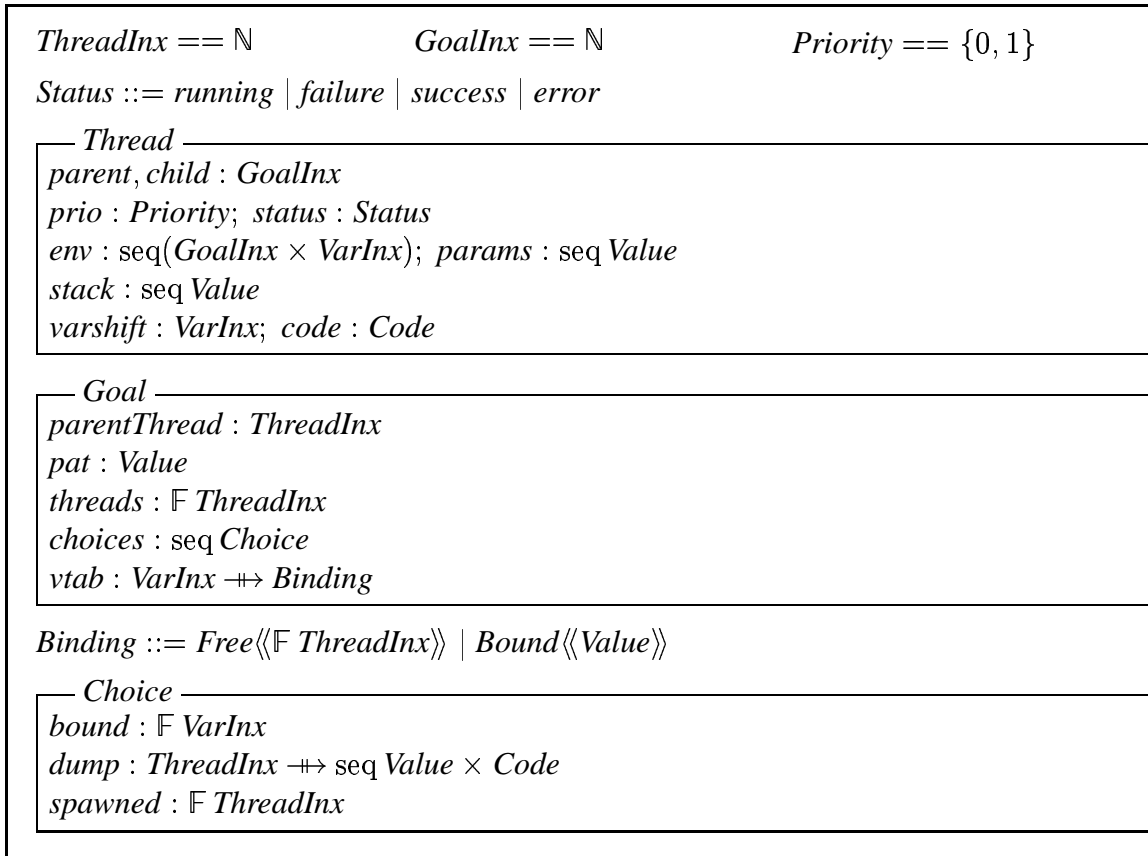 ThreadInx == ℕ GoalInx == ℕ Priority == {0, 1}
Status ::= running | failure | success | error
Thread
parent, child : GoalInx
prio : Priority; status : Status
env : seq(GoalInx × VarInx); params : seq Value
stack : seq Value
varshift : VarInx; code : Code
Goal
parentThread : ThreadInx
pat : Value
threads : 𝔽 ThreadInx
choices : seq Choice
vtab : VarInx ⇻ Binding
Binding ::= Free⟪𝔽 ThreadInx⟫ | Bound⟪Value⟫
Choice
bound : 𝔽 VarInx
dump : ThreadInx ⇻ seq Value × Code
spawned : 𝔽 ThreadInx